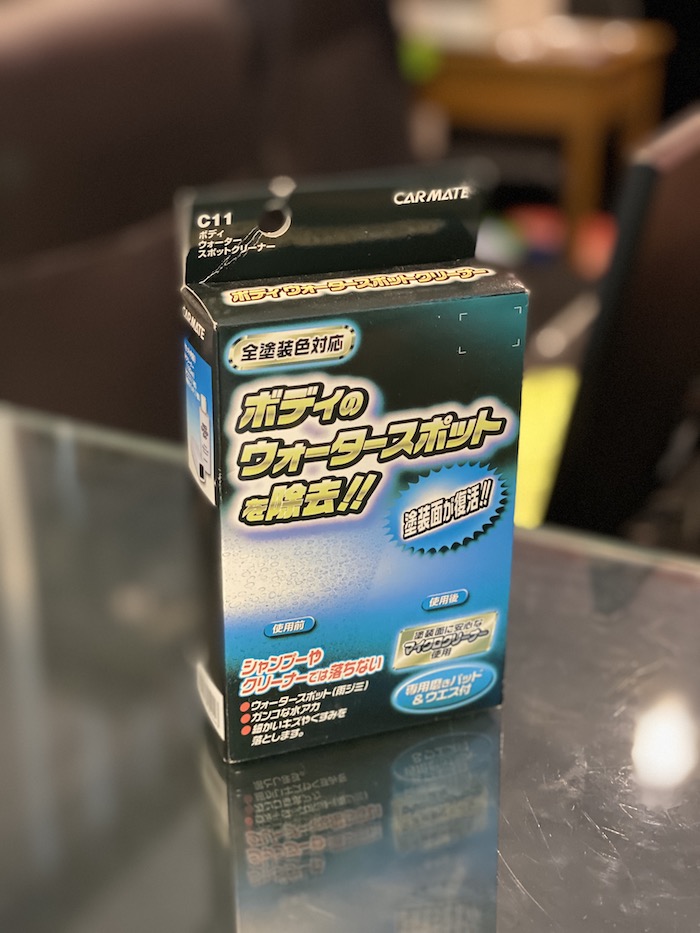 C11
ボディ
ウォーター
スポットクリーナー
CARMATE
ボディウォータースポットクリーナー
CARMATE
全塗装色対応
ボディの
ウォータースポット
を除去!!
塗装面が復活!!
使用前
使用後
塗装面に安心な
マイクロクリーナー
使用
シャンプーや
クリーナーでは落ちない
●ウォータースポット(雨ジミ)
●ガンコな水アカ
●細かいキズやくすみを
落とします。
専用磨きパッド
&ウエス付